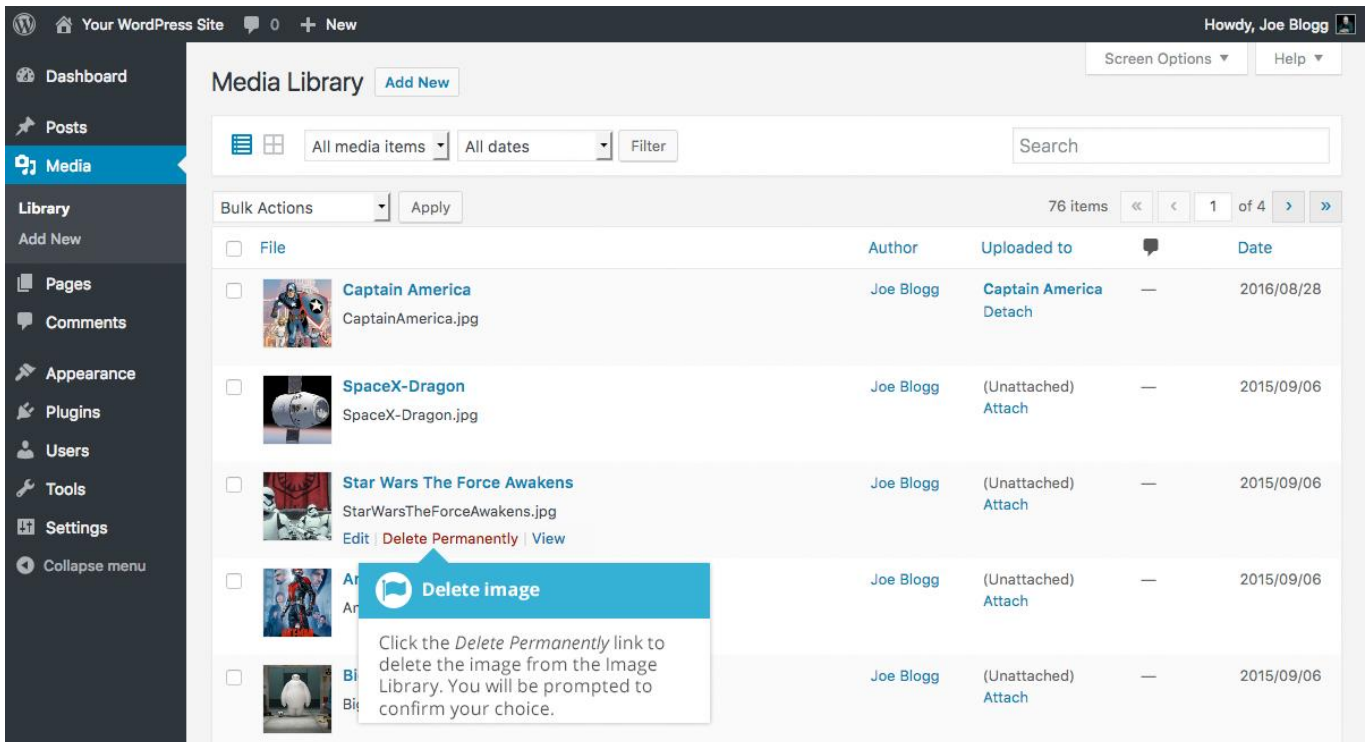 Your WordPress Site 0 + New Howdy, Joe Blogg
Screen Options Help
Dashboard
Posts
Media
Library
Add New
Pages
Comments
Appearance
Plugins
Users
Tools
Settings
Collapse menu
Media Library Add New
All media items All dates Filter Search
Bulk Actions Apply 76 items « ‹ 1 of 4 › »
File Author Uploaded to Date
Captain America Joe Blogg Captain America — 2016/08/28
CaptainAmerica.jpg Detach
SpaceX-Dragon Joe Blogg (Unattached) — 2015/09/06
SpaceX-Dragon.jpg Attach
Star Wars The Force Awakens Joe Blogg (Unattached) — 2015/09/06
StarWarsTheForceAwakens.jpg Attach
Edit | Delete Permanently | View
Joe Blogg (Unattached) — 2015/09/06
Attach
Delete image
Click the Delete Permanently link to
delete the image from the Image
Library. You will be prompted to
confirm your choice.
Joe Blogg (Unattached) — 2015/09/06
Attach